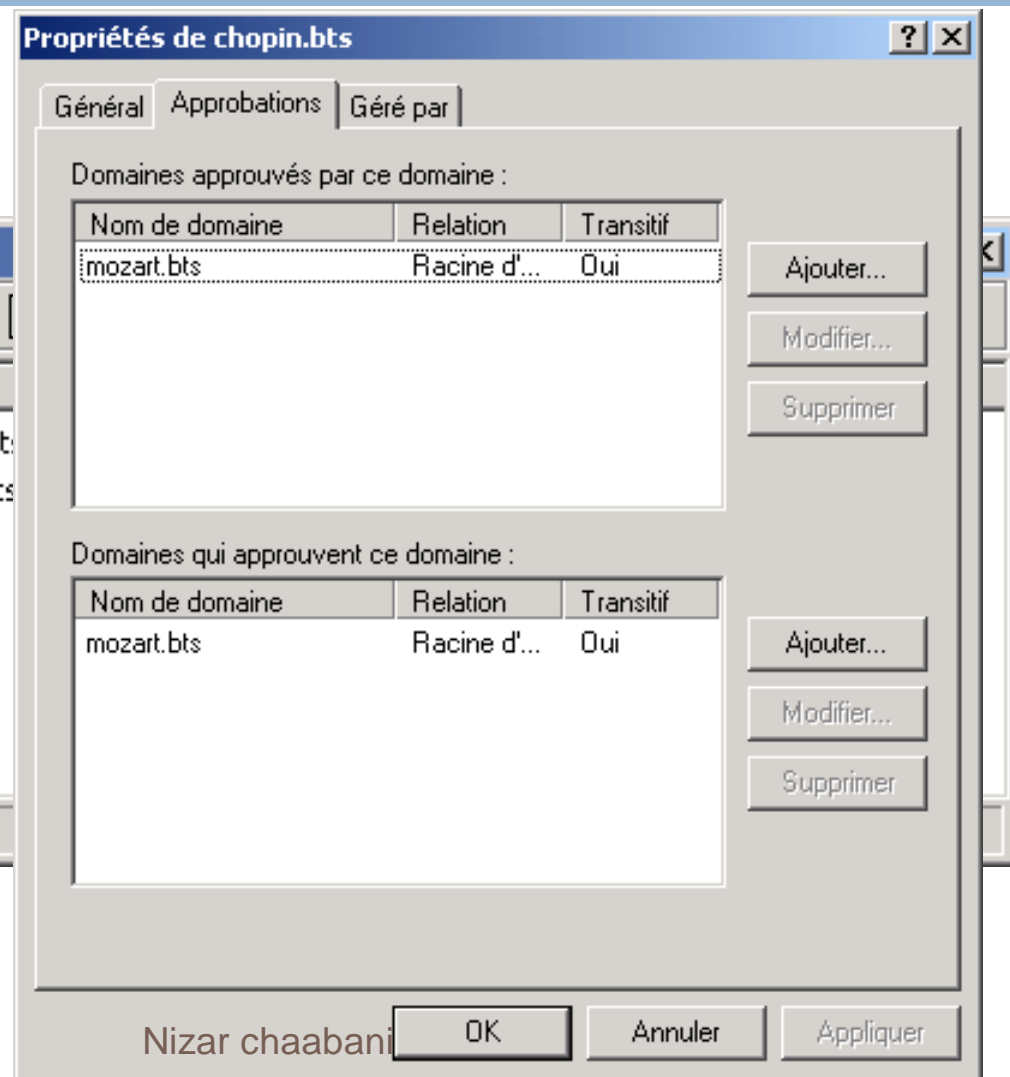 Propriétés de chopin.bts
Général Approbations Géré par
Domaines approuvés par ce domaine :
Nom de domaine Relation Transitif
mozart.bts Racine d'... Oui
Ajouter...
Modifier...
Supprimer
Domaines qui approuvent ce domaine :
Nom de domaine Relation Transitif
mozart.bts Racine d'... Oui
Ajouter...
Modifier...
Supprimer
Nizar chaabani
OK Annuler Appliquer